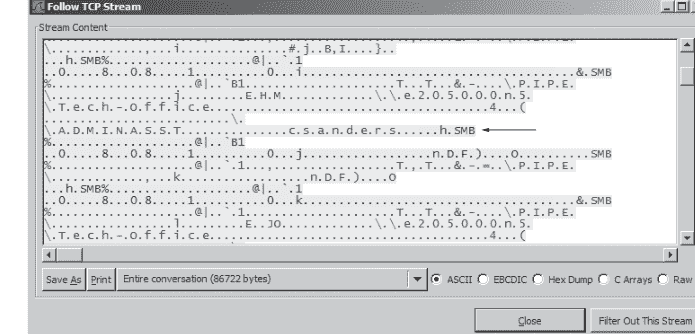 Follow TCP Stream
Stream Content
\...............,...i.....................#.j..B,I....}..
...h.SMB%......................@|..`.1
..0.....8...0.8....1...........0...i.........................................&.SMB
%......................@|..`B1........................T...T...&.-....\.P.I.P.E.
\...................j..........E.H.M................\.\.e.2.0.5.0.0.0.n.5.
\.T.e.c.h.-.O.f.f.i.c.e.........................................4...(
............................\.
\.A.D.M.I.N.A.S.S.T................c.s.a.n.d.e.r.s.......h.SMB
%......................@|..`B1
..0.....8...0.8....1...........0...j....................n.D.F.)....O..........SMB
%......................@|..`.1...,....................T.,.T...&.-.=..\.P.I.P.E.
\...............,...k....................n.D.F.)....O
...h.SMB%......................@|..`.1
..0.....8...0.8....1...........0...k.........................................&.SMB
%......................@|..`.1........................T...T...&.-....\.P.I.P.E.
\...................l..........E. JO................\.\.e.2.0.5.0.0.0.n.5.
\.T.e.c.h.-.O.f.f.i.c.e.........................................4...(
Save As Print Entire conversation (86722 bytes) ASCII EBCDIC Hex Dump C Arrays Raw
Close Filter Out This Stream